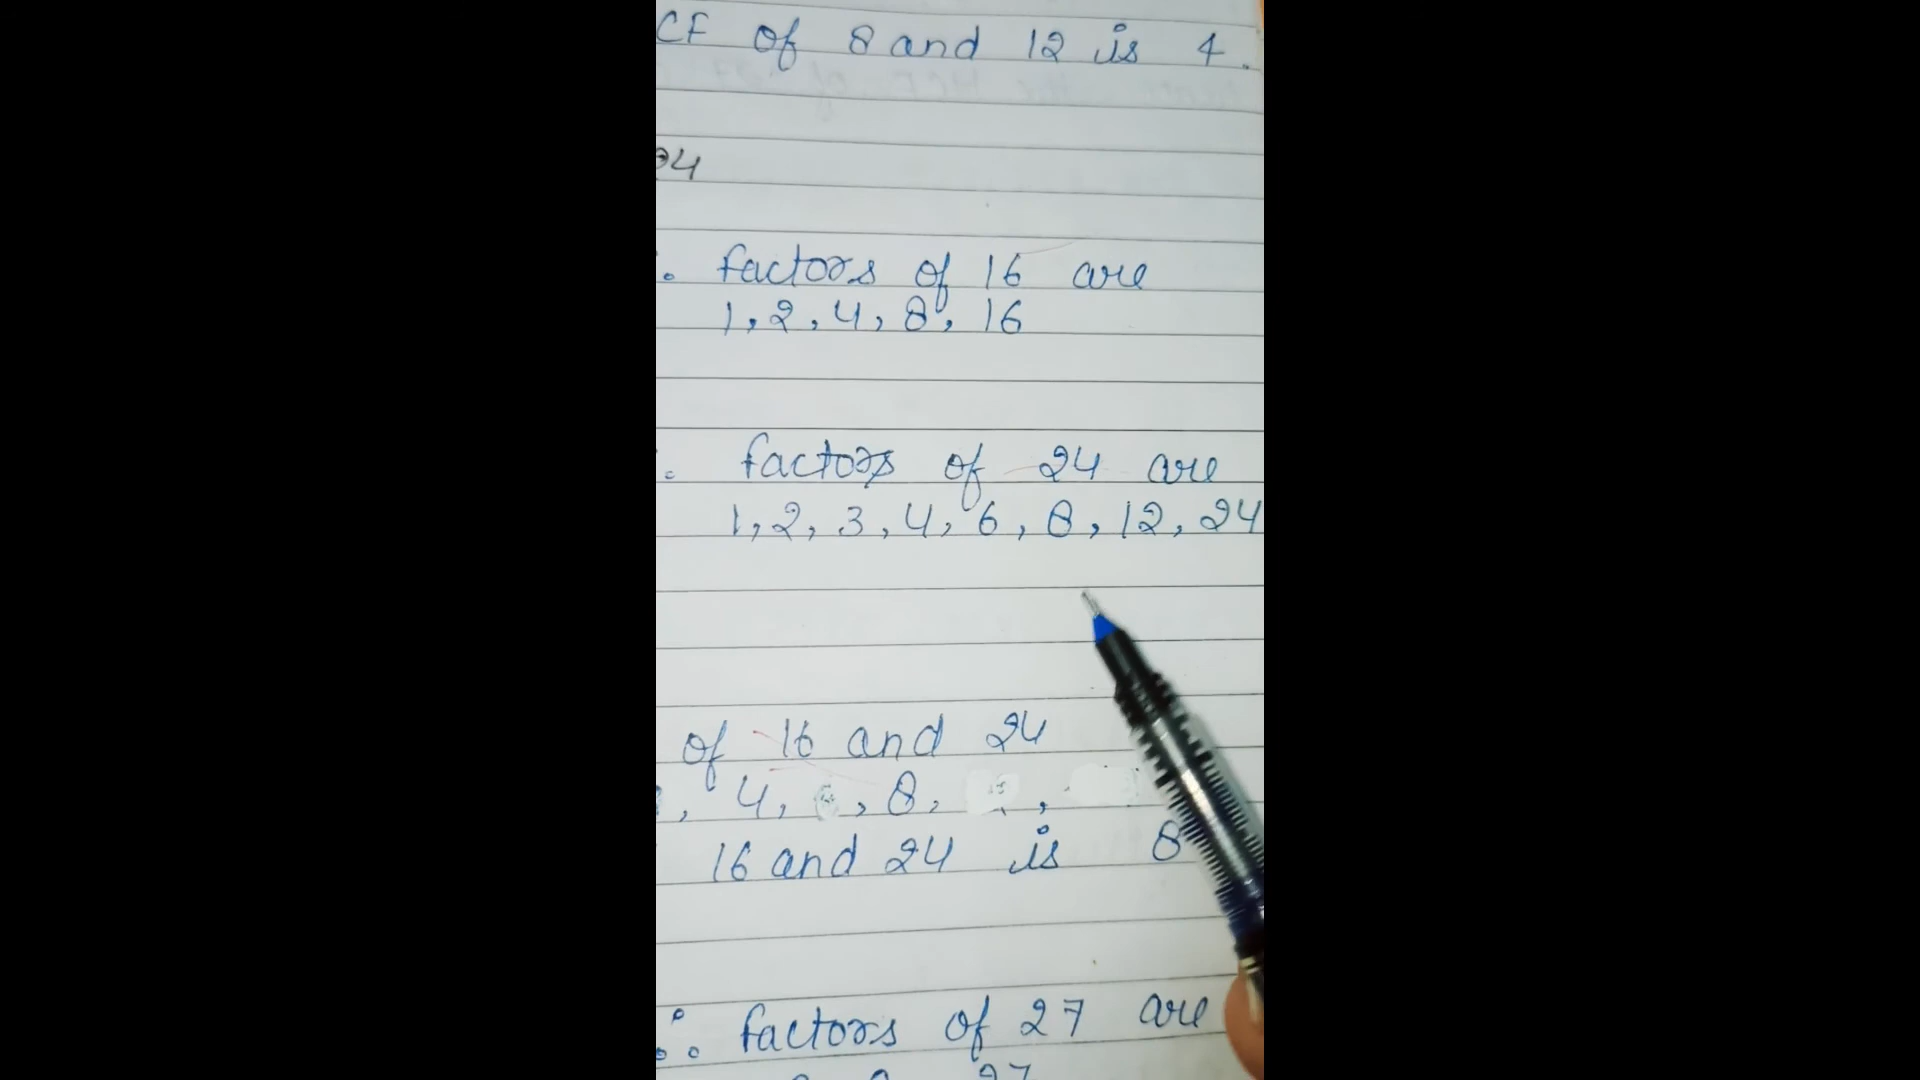 CF of 8 and 12 is 4.
24
∴ factors of 16 are
1, 2, 4, 8, 16
∴ factors of 24 are
1, 2, 3, 4, 6, 8, 12, 24
of 16 and 24
, 4, , 8, ,
16 and 24 is 8
∴ factors of 27 are
27